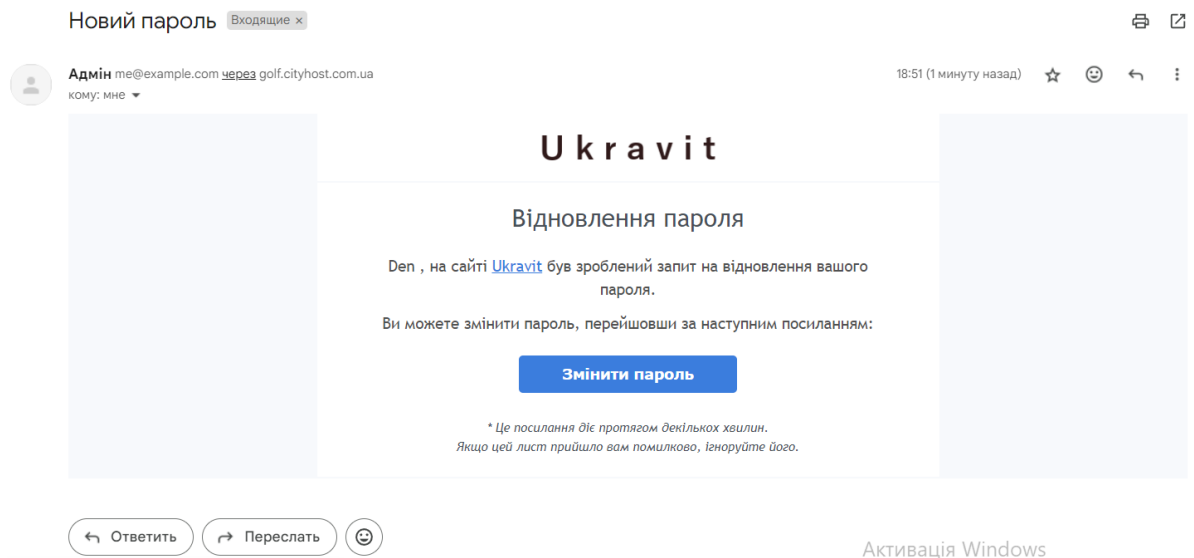 Новий пароль Входящие ×
Адмін me@example.com через golf.cityhost.com.ua 18:51 (1 минуту назад)
кому: мне
Ukravit
Відновлення пароля
Den , на сайті Ukravit був зроблений запит на відновлення вашого
пароля.
Ви можете змінити пароль, перейшовши за наступним посиланням:
Змінити пароль
* Це посилання діє протягом декількох хвилин.
Якщо цей лист прийшло вам помилково, ігноруйте його.
Ответить Переслать
Активація Windows